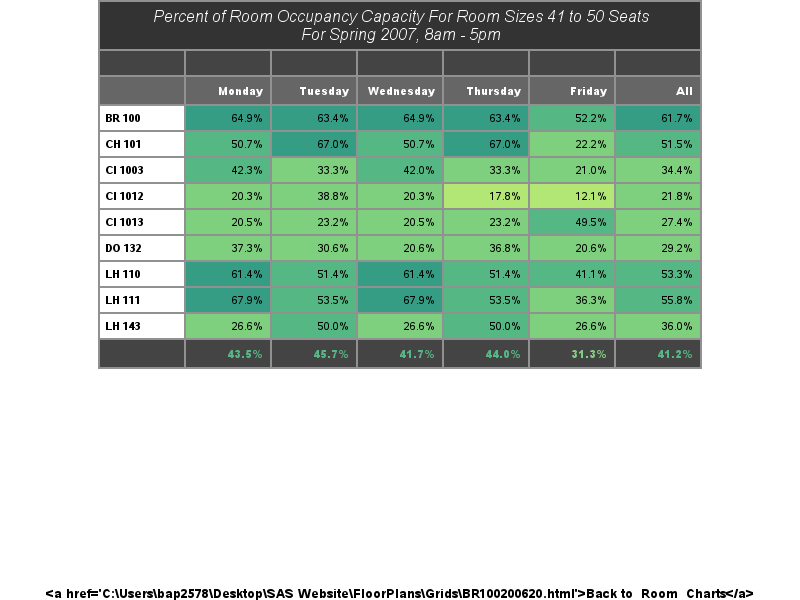 Percent of Room Occupancy Capacity For Room Sizes 41 to 50 Seats
For Spring 2007, 8am - 5pm
Monday Tuesday Wednesday Thursday Friday All
BR 100 64.9% 63.4% 64.9% 63.4% 52.2% 61.7%
CH 101 50.7% 67.0% 50.7% 67.0% 22.2% 51.5%
CI 1003 42.3% 33.3% 42.0% 33.3% 21.0% 34.4%
CI 1012 20.3% 38.8% 20.3% 17.8% 12.1% 21.8%
CI 1013 20.5% 23.2% 20.5% 23.2% 49.5% 27.4%
DO 132 37.3% 30.6% 20.6% 36.8% 20.6% 29.2%
LH 110 61.4% 51.4% 61.4% 51.4% 41.1% 53.3%
LH 111 67.9% 53.5% 67.9% 53.5% 36.3% 55.8%
LH 143 26.6% 50.0% 26.6% 50.0% 26.6% 36.0%
43.5% 45.7% 41.7% 44.0% 31.3% 41.2%
<a href='C:\Users\bap2578\Desktop\SAS Website\FloorPlans\Grids\BR100200620.html'>Back to Room Charts</a>